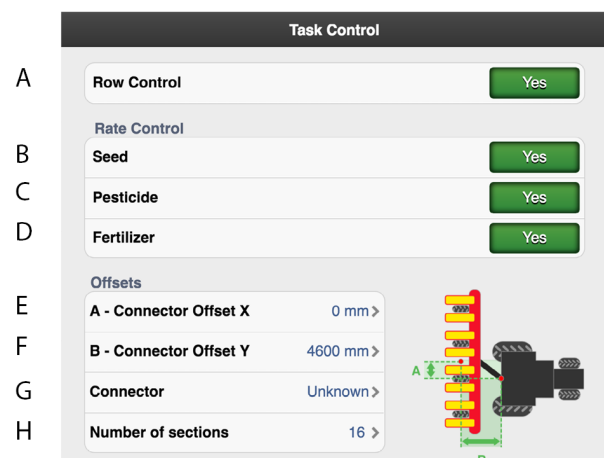 Task Control
A Row Control Yes
Rate Control
B Seed Yes
C Pesticide Yes
D Fertilizer Yes
Offsets
E A - Connector Offset X 0 mm >
F B - Connector Offset Y 4600 mm >
A
G Connector Unknown >
H Number of sections 16 >